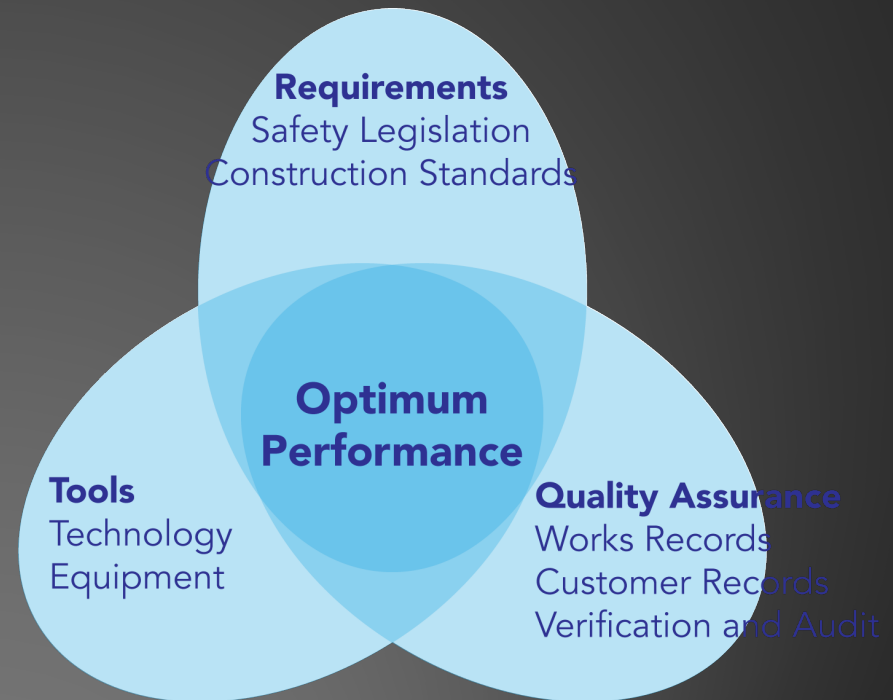 Requirements
Safety Legislation
Construction Standards
Optimum
Performance
Tools
Technology
Equipment
Quality Assurance
Works Records
Customer Records
Verification and Audit